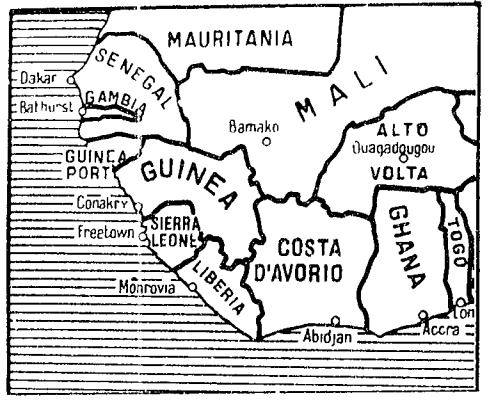 MAURITANIA
SENEGAL
MALI
Dakar
GAMBIA
Bathurst
Bamako
ALTO
Ouagadougou
VOLTA
GUINEA
PORT.
GUINEA
Conakry
SIERRA
LEONE
Freetown
GHANA
TOGO
COSTA
D'AVORIO
LIBERIA
Monrovia
Lom
Abidjan
Accra